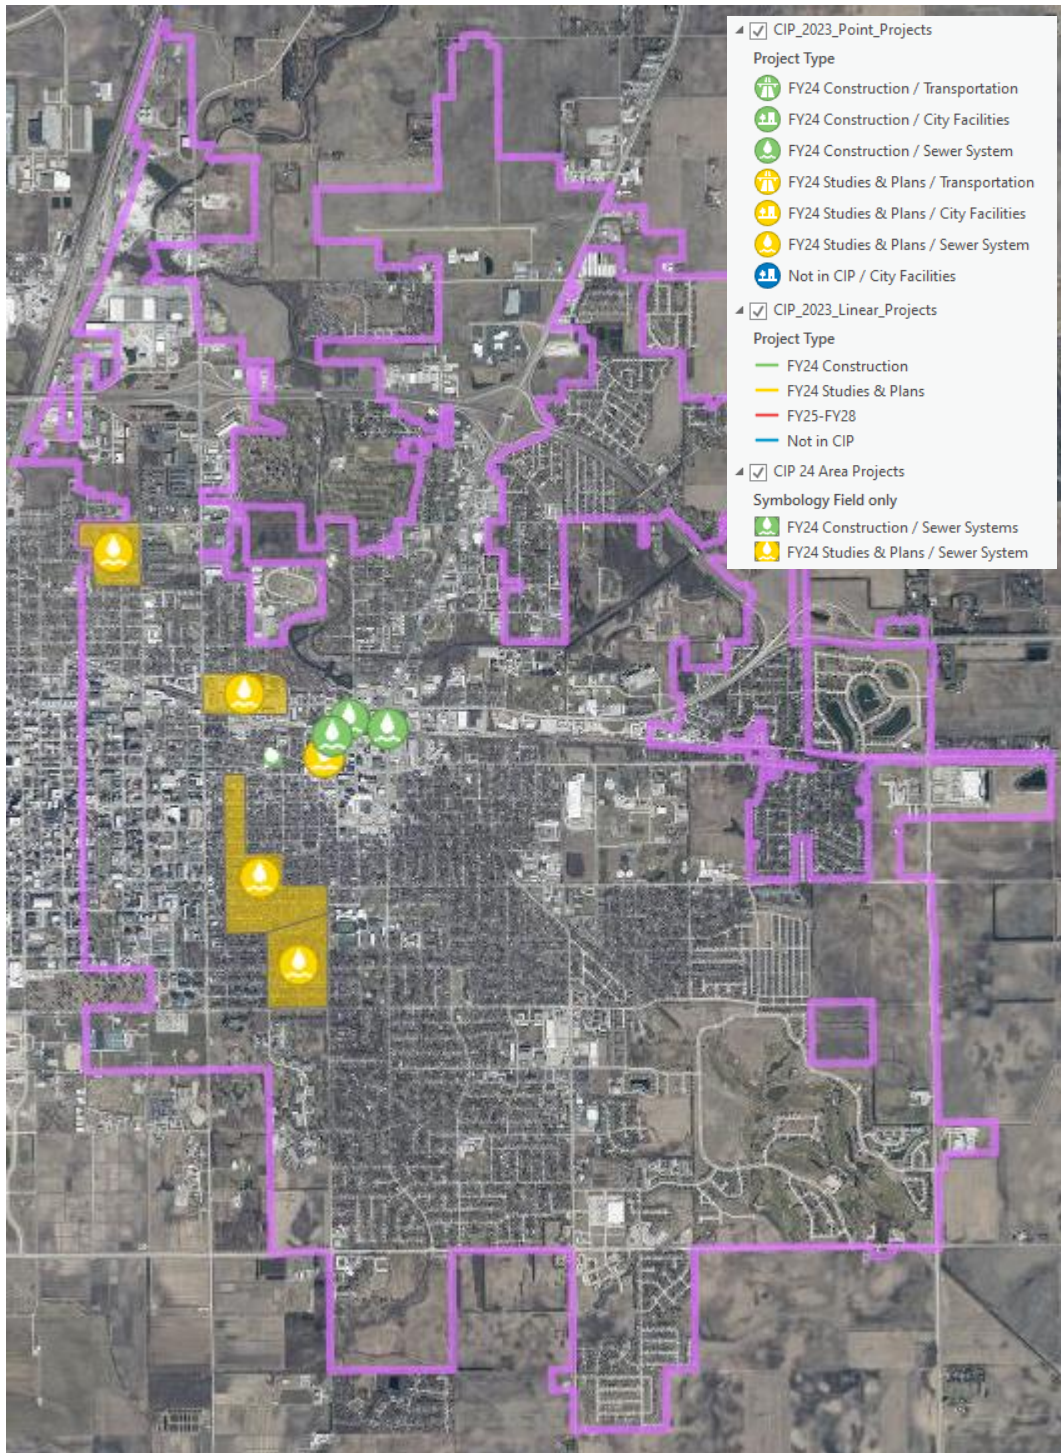 CIP_2023_Point_Projects
Project Type
FY24 Construction / Transportation
FY24 Construction / City Facilities
FY24 Construction / Sewer System
FY24 Studies & Plans / Transportation
FY24 Studies & Plans / City Facilities
FY24 Studies & Plans / Sewer System
Not in CIP / City Facilities
CIP_2023_Linear_Projects
Project Type
FY24 Construction
FY24 Studies & Plans
FY25-FY28
Not in CIP
CIP 24 Area Projects
Symbology Field only
FY24 Construction / Sewer Systems
FY24 Studies & Plans / Sewer System